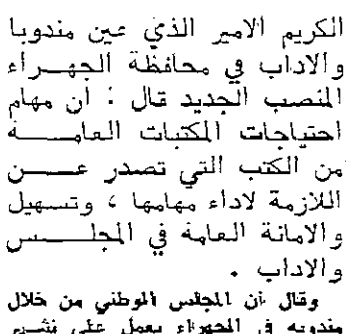 الكريم الامير الذي عين مندوبا
والاداب في محافظة الجهراء
المنصب الجديد قال : ان مهام
احتياجات المكتبات العامة
من الكتب التي تصدر عن
اللازمة لاداء مهامها ، وتسهيل
والامانة العامة في المجلس
والاداب .
وقال ان المجلس الوطني من خلال
مندوبه في الجهراء يعمل على نشر